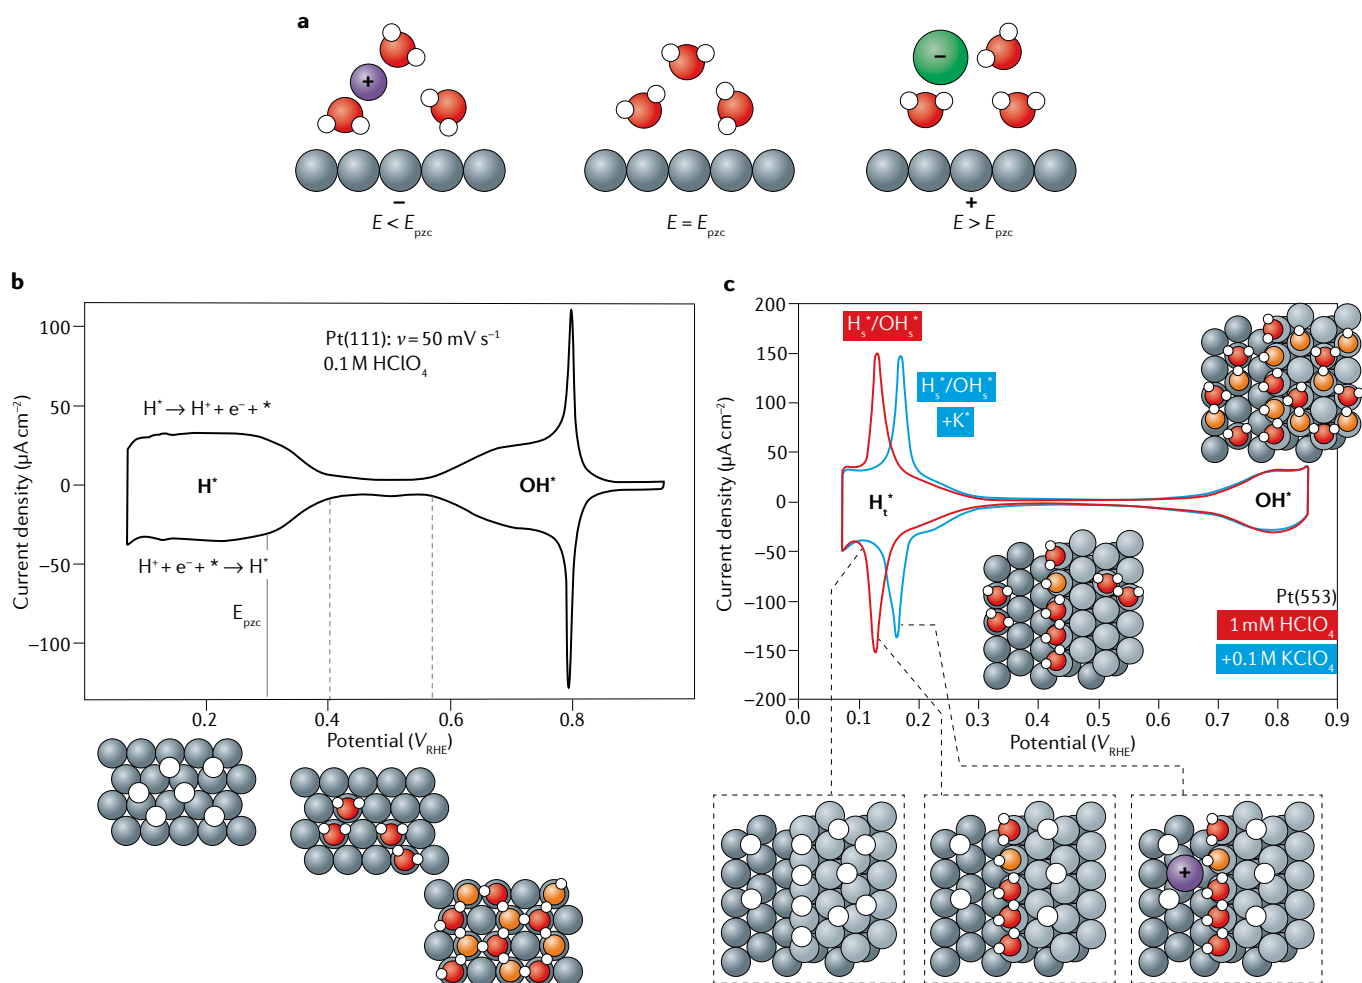 a
+
−
−
E < Epzc
E = Epzc
+
E > Epzc
b
Current density (μA cm⁻²)
100
50
0
−50
−100
Pt(111): ν = 50 mV s⁻¹
0.1 M HClO₄
H* → H⁺ + e⁻ + *
H*
OH*
H⁺ + e⁻ + * → H*
Epzc
0.2
0.4
0.6
0.8
Potential (V_RHE)
c
Current density (μA cm⁻²)
200
150
100
50
0
−50
−100
−150
−200
Hₛ*/OHₛ*
Hₛ*/OHₛ*
+K*
Hₜ*
OH*
Pt(553)
1 mM HClO₄
+0.1 M KClO₄
0.0
0.1
0.2
0.3
0.4
0.5
0.6
0.7
0.8
0.9
Potential (V_RHE)
+